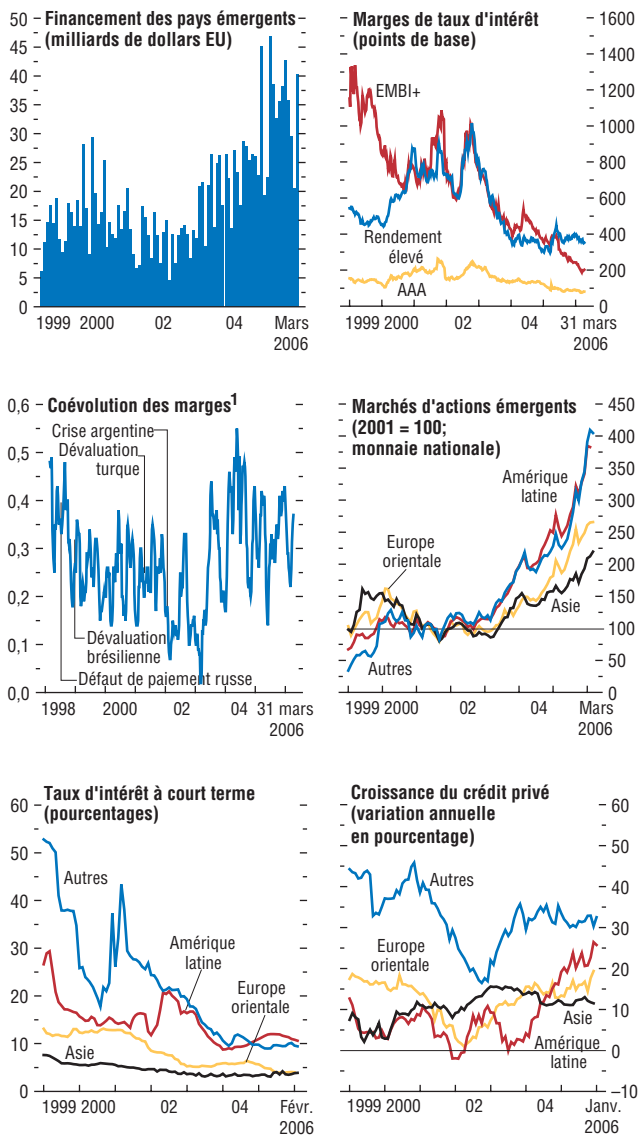 Financement des pays émergents
(milliards de dollars EU)
50
45
40
35
30
25
20
15
10
5
0
1999 2000 02 04 Mars
2006
Marges de taux d'intérêt
(points de base)
1600
1400
1200
1000
800
600
400
200
0
EMBI+
Rendement
élevé
AAA
1999 2000 02 04 31 mars
2006
Coévolution des marges1
0,6
0,5
0,4
0,3
0,2
0,1
0,0
Crise argentine
Dévaluation
turque
Dévaluation
brésilienne
Défaut de paiement russe
1998 2000 02 04 31 mars
2006
Marchés d'actions émergents
(2001 = 100;
monnaie nationale)
450
400
350
300
250
200
150
100
50
0
Amérique
latine
Europe
orientale
Asie
Autres
1999 2000 02 04 Mars
2006
Taux d'intérêt à court terme
(pourcentages)
60
50
40
30
20
10
0
Autres
Amérique
latine
Europe
orientale
Asie
1999 2000 02 04 Févr.
2006
Croissance du crédit privé
(variation annuelle
en pourcentage)
60
50
40
30
20
10
0
–10
Autres
Europe
orientale
Asie
Amérique
latine
1999 2000 02 04 Janv.
2006